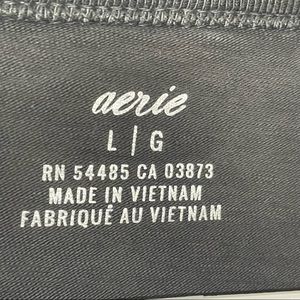 aerie
L | G
RN 54485 CA 03873
MADE IN VIETNAM
FABRIQUÉ AU VIETNAM